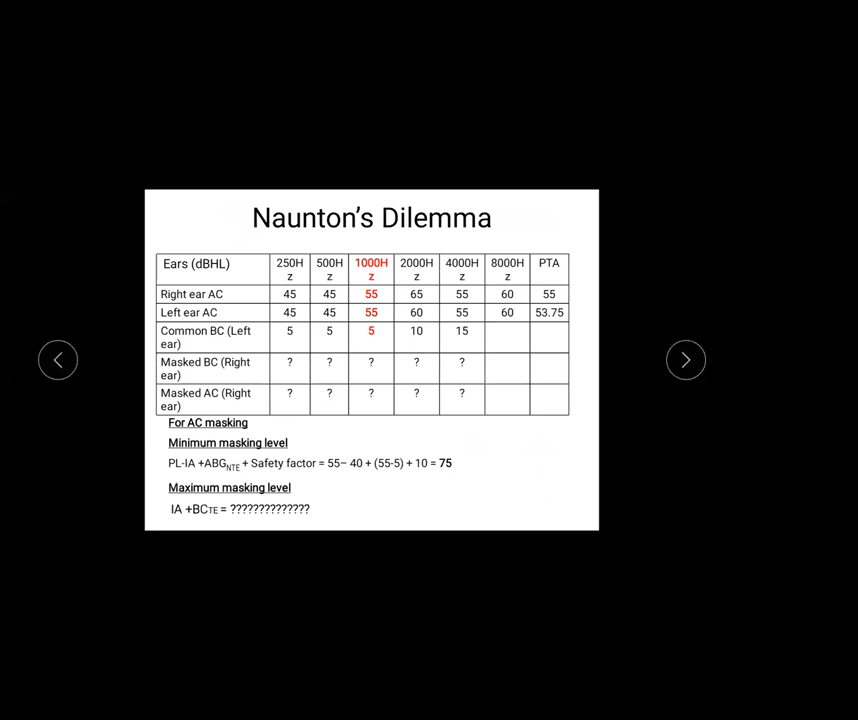 Naunton's Dilemma
Ears (dBHL) 250H 500H 1000H 2000H 4000H 8000H PTA
z z z z z z
Right ear AC 45 45 55 65 55 60 55
Left ear AC 45 45 55 60 55 60 53.75
Common BC (Left 5 5 5 10 15
ear)
Masked BC (Right ? ? ? ? ?
ear)
Masked AC (Right ? ? ? ? ?
ear)
For AC masking
Minimum masking level
PL-IA +ABGNTE + Safety factor = 55– 40 + (55-5) + 10 = 75
Maximum masking level
IA +BCTE = ??????????????